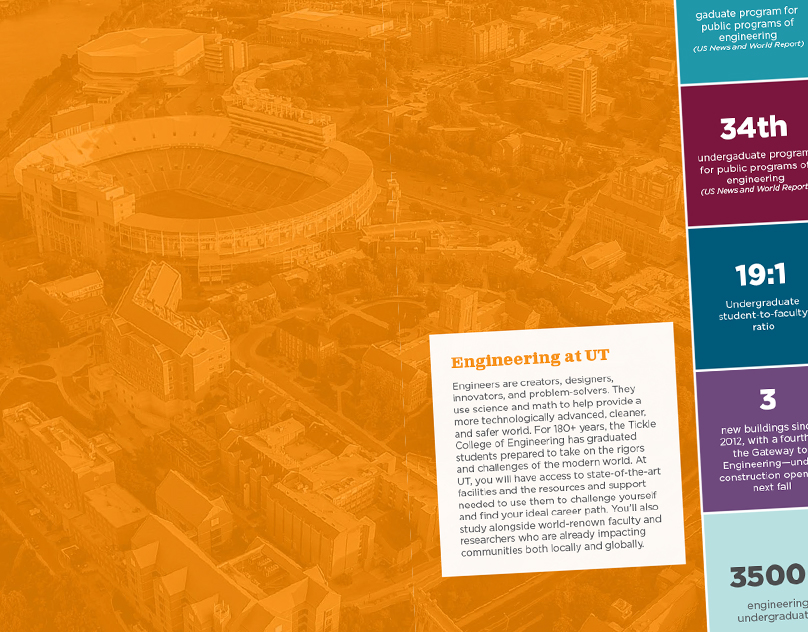 Engineering at UT
Engineers are creators, designers,
innovators, and problem-solvers. They
use science and math to help provide a
more technologically advanced, cleaner,
and safer world. For 180+ years, the Tickle
College of Engineering has graduated
students prepared to take on the rigors
and challenges of the modern world. At
UT, you will have access to state-of-the-art
facilities and the resources and support
needed to use them to challenge yourself
and find your ideal career path. You'll also
study alongside world-renown faculty and
researchers who are already impacting
communities both locally and globally.
gaduate program for
public programs of
engineering
(US News and World Report)
34th
undergaduate program
for public programs of
engineering
(US News and World Report
19:1
Undergraduate
student-to-faculty
ratio
3
new buildings sinc
2012, with a fourth
the Gateway to
Engineering—und
construction open
next fall
3500
engineering
undergraduat